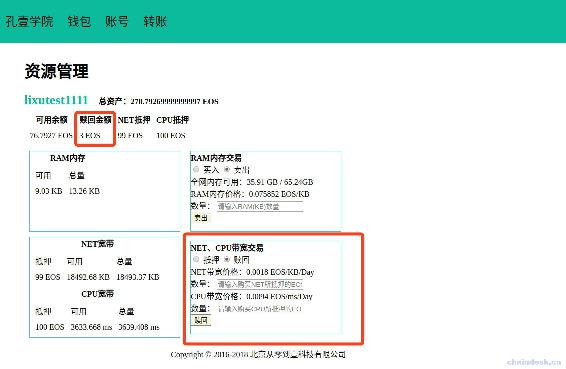 孔壹学院 钱包 账号 转账
资源管理
lixutest1111 总资产：270.79269999999997 EOS
可用余额 赎回金额 NET抵押 CPU抵押
76.7927 EOS 3 EOS 99 EOS 100 EOS
RAM内存
可用 总量
9.03 KB 13.26 KB
RAM内存交易
买入 卖出
全网内存可用：35.91 GB / 65.24GB
RAM内存价格：0.075852 EOS/KB
数量： 请输入RAM(KB)数量
卖出
NET宽带
抵押 可用 总量
99 EOS 18492.68 KB 18493.37 KB
CPU宽带
抵押 可用 总量
100 EOS 3633.668 ms 3639.408 ms
NET、CPU带宽交易
抵押 赎回
NET带宽价格：0.0018 EOS/KB/Day
数量： 请输入购买NET所抵押的EOS
CPU带宽价格：0.0094 EOS/ms/Day
数量： 请输入购买CPU所抵押的EO
赎回
Copyright © 2016-2018 北京从零到壹科技有限公司
chaindesk.cn